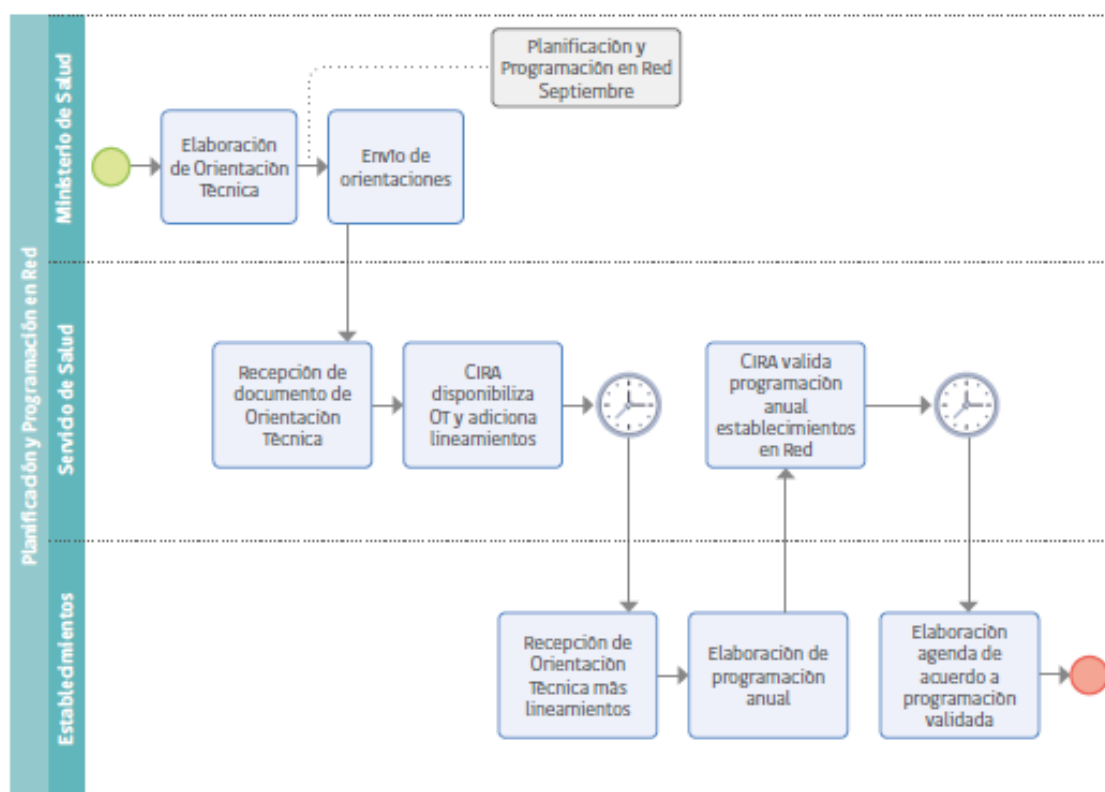 Planificación y Programación en Red
Ministerio de Salud
Planificación y
Programación en Red
Septiembre
Elaboración
de Orientación
Técnica
Envío de
orientaciones
Servicio de Salud
Recepción de
documento de
Orientación
Técnica
CIRA
disponibiliza
OT y adiciona
lineamientos
CIRA valida
programación
anual
establecimientos
en Red
Establecimientos
Recepción de
Orientación
Técnica más
lineamientos
Elaboración de
programación
anual
Elaboración
agenda de
acuerdo a
programación
validada